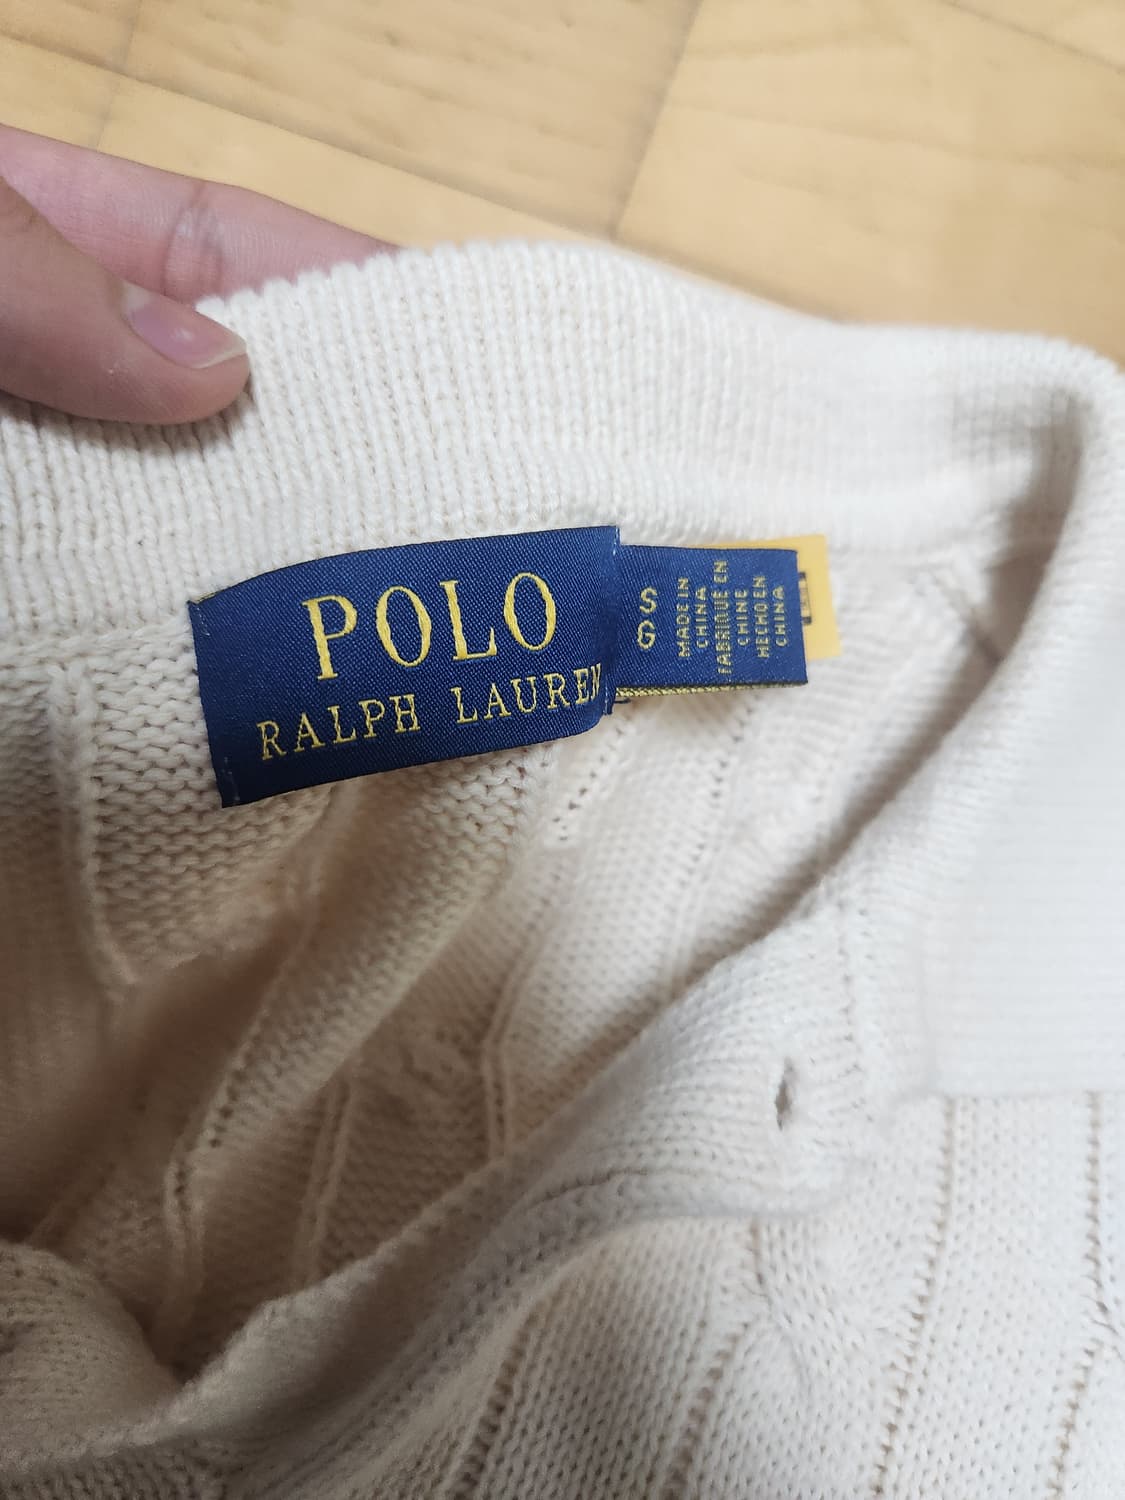 POLO
RALPH LAUREN
S
G
MADE IN
CHINA
FABRIQUÉ EN
CHINE
HECHO EN
CHINA